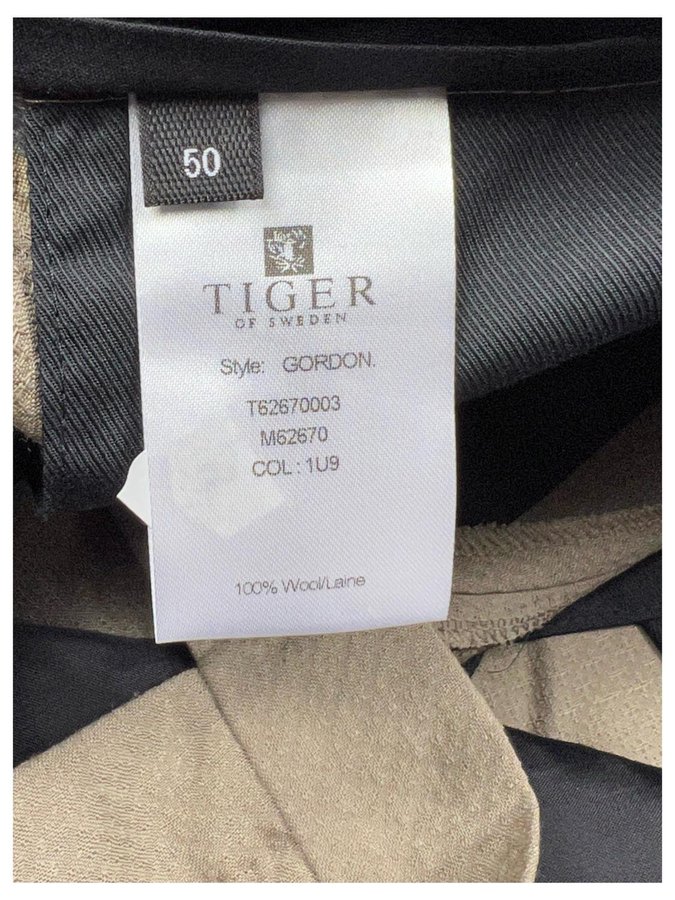 50
TIGER
OF SWEDEN
Style: GORDON.
T62670003
M62670
COL : 1U9
100% Wool/Laine